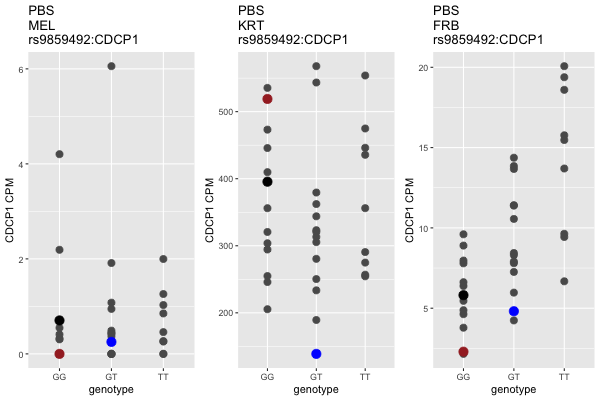 PBS
MEL
rs9859492:CDCP1
CDCP1 CPM
6
4
2
0
GG
GT
TT
genotype
PBS
KRT
rs9859492:CDCP1
CDCP1 CPM
500
400
300
200
GG
GT
TT
genotype
PBS
FRB
rs9859492:CDCP1
CDCP1 CPM
20
15
10
5
GG
GT
TT
genotype